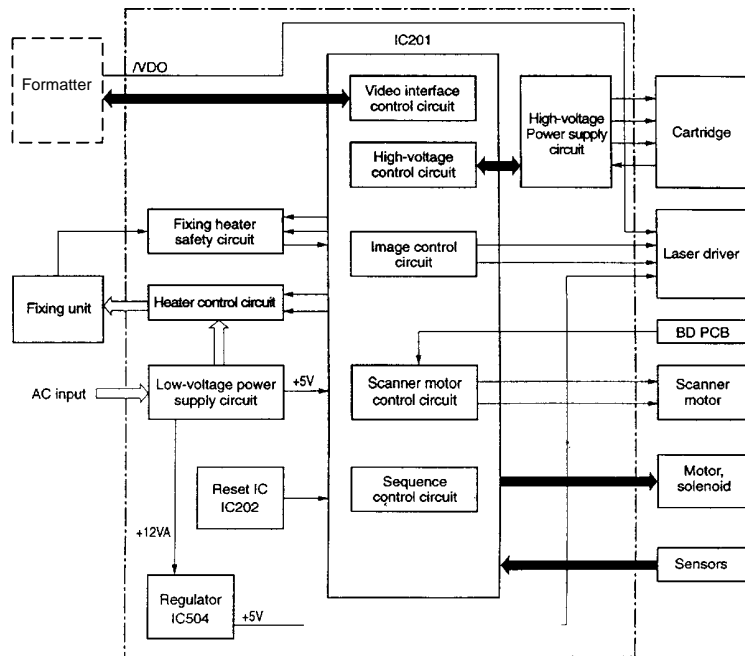 IC201
Formatter
/VDO
Video interface
control circuit
High-voltage
Power supply
circuit
Cartridge
High-voltage
control circuit
Fixing heater
safety circuit
Image control
circuit
Laser driver
Fixing unit
Heater control circuit
BD PCB
AC input
Low-voltage power
supply circuit
+5V
Scanner motor
control circuit
Scanner
motor
Reset IC
IC202
Sequence
control circuit
Motor,
solenoid
+12VA
Sensors
Regulator
IC504
+5V